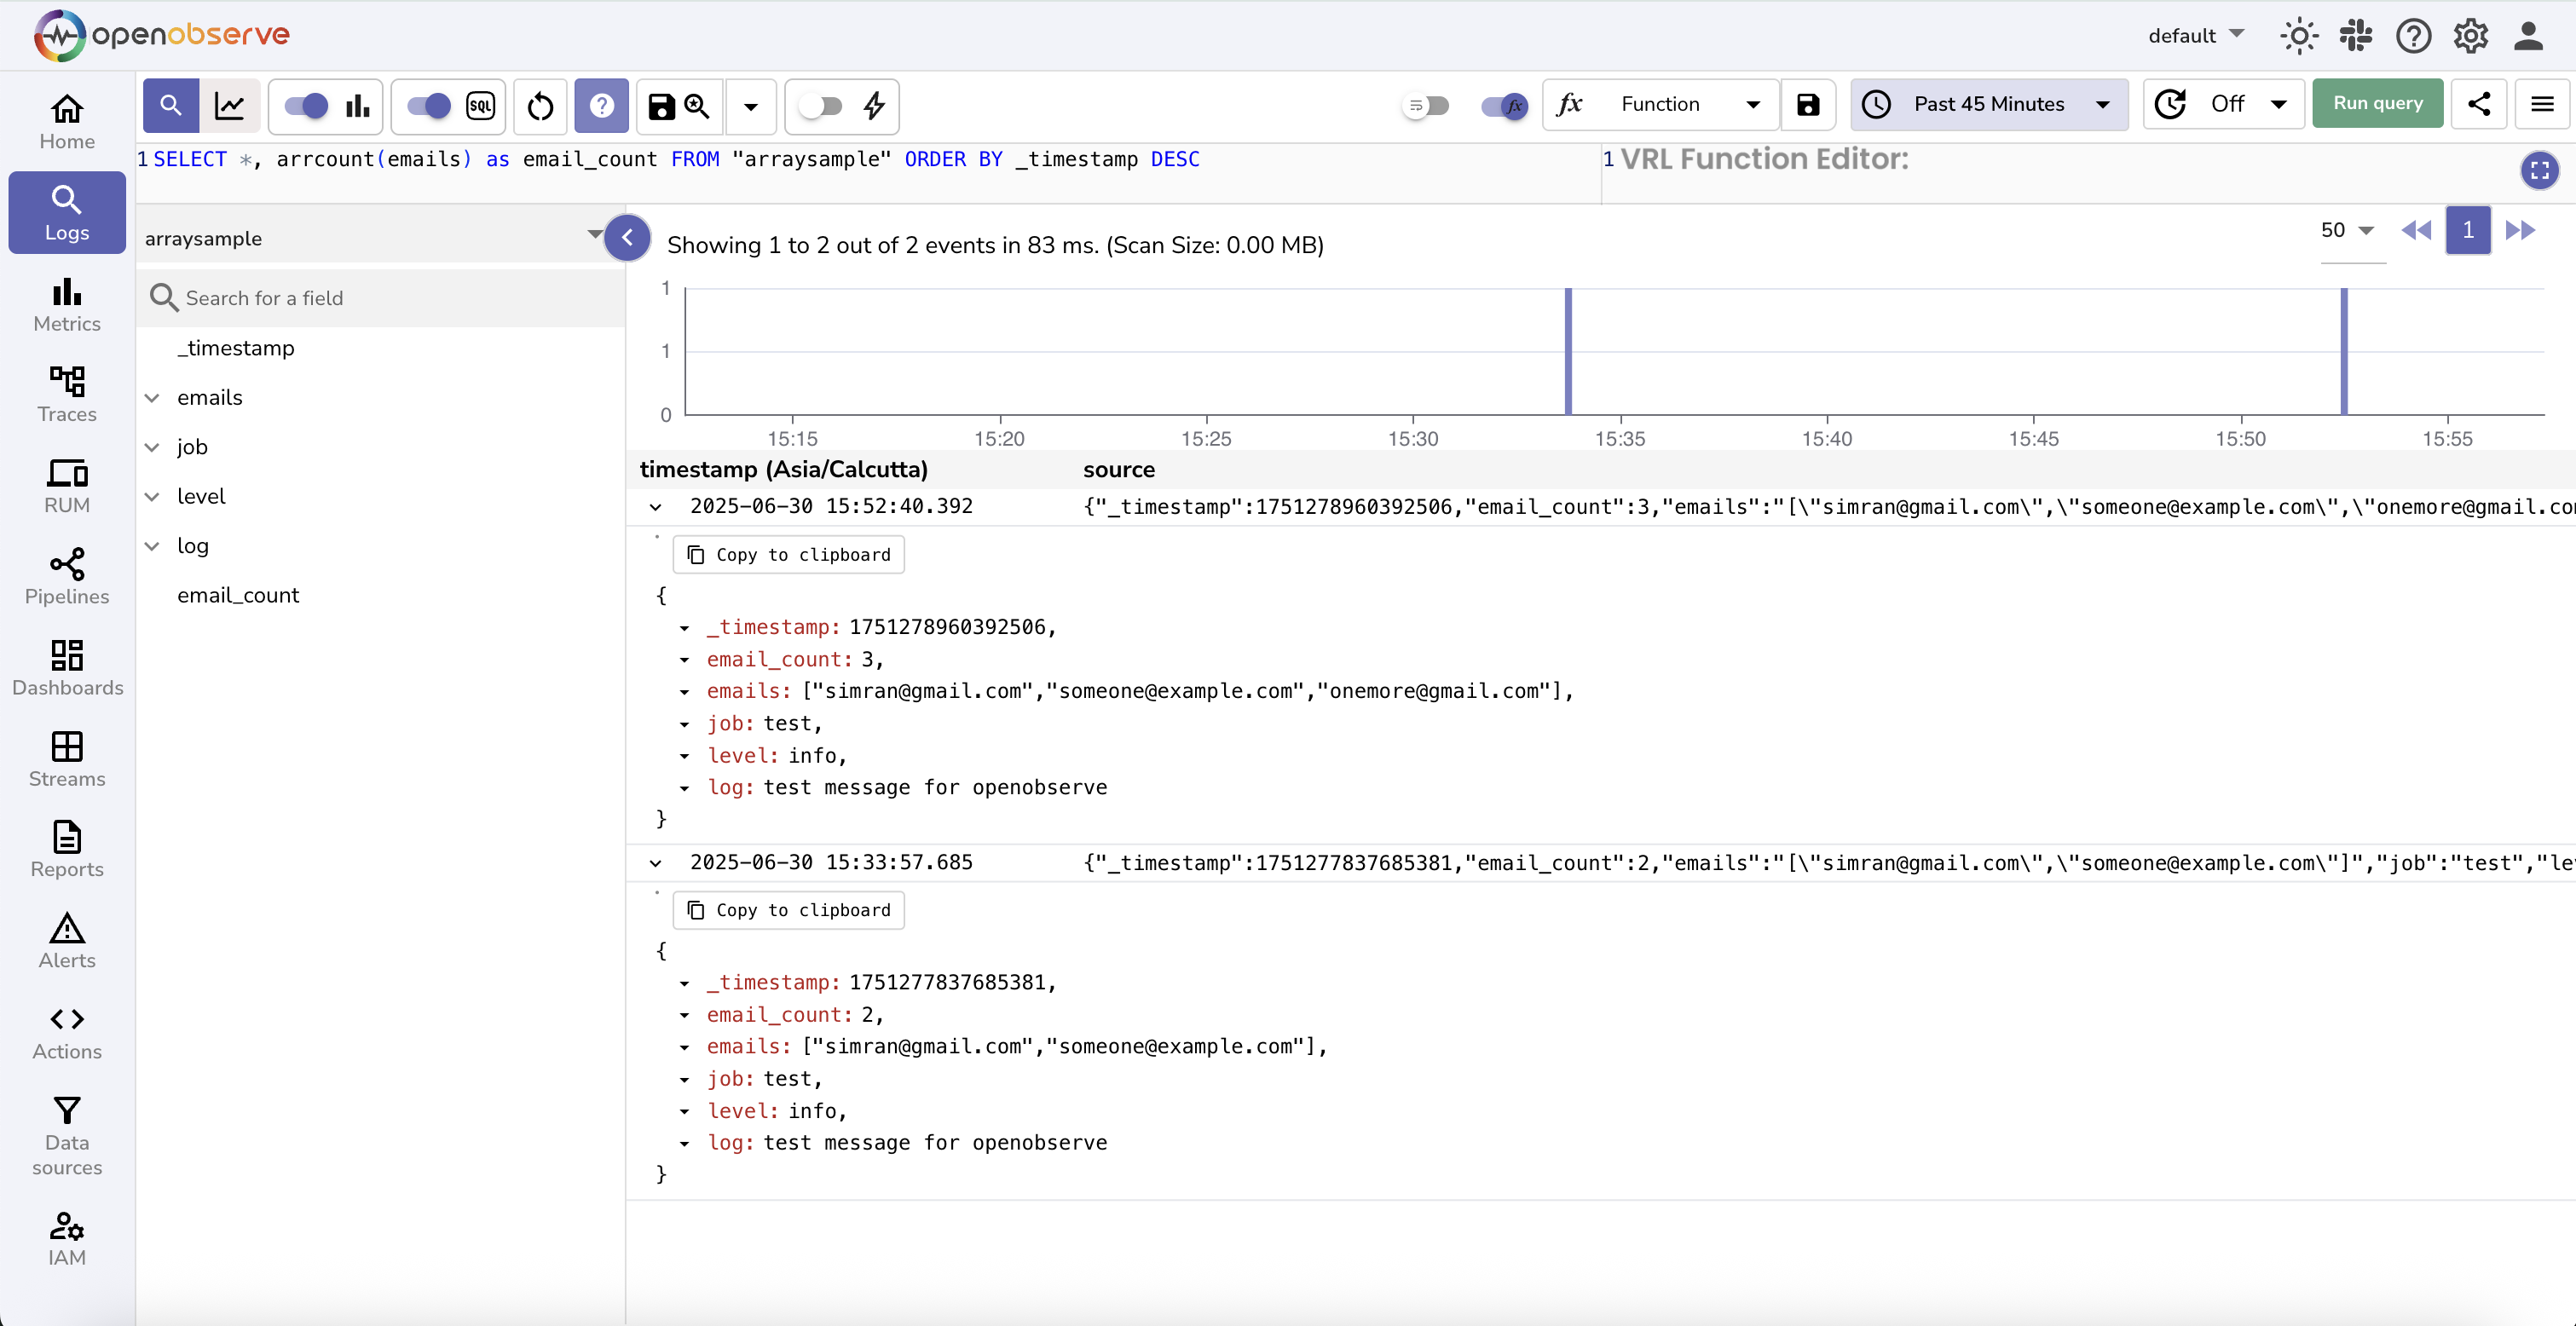 openobserve
default
Function
Past 45 Minutes
Off
Run query
SQL
fx
fx
Home
Logs
Metrics
Traces
RUM
Pipelines
Dashboards
Streams
Reports
Alerts
Actions
Data
sources
IAM
1 SELECT *, arrcount(emails) as email_count FROM "arraysample" ORDER BY _timestamp DESC
1 VRL Function Editor:
arraysample
Search for a field
_timestamp
emails
job
level
log
email_count
Showing 1 to 2 out of 2 events in 83 ms. (Scan Size: 0.00 MB)
50
1
1
1
0
15:15 15:20 15:25 15:30 15:35 15:40 15:45 15:50 15:55
timestamp (Asia/Calcutta) source
2025-06-30 15:52:40.392 {"_timestamp":1751278960392506,"email_count":3,"emails":"[\"simran@gmail.com\",\"someone@example.com\",\"onemore@gmail.co
Copy to clipboard
{
_timestamp: 1751278960392506,
email_count: 3,
emails: ["simran@gmail.com","someone@example.com","onemore@gmail.com"],
job: test,
level: info,
log: test message for openobserve
}
2025-06-30 15:33:57.685 {"_timestamp":1751277837685381,"email_count":2,"emails":"[\"simran@gmail.com\",\"someone@example.com\"]","job":"test","le
Copy to clipboard
{
_timestamp: 1751277837685381,
email_count: 2,
emails: ["simran@gmail.com","someone@example.com"],
job: test,
level: info,
log: test message for openobserve
}